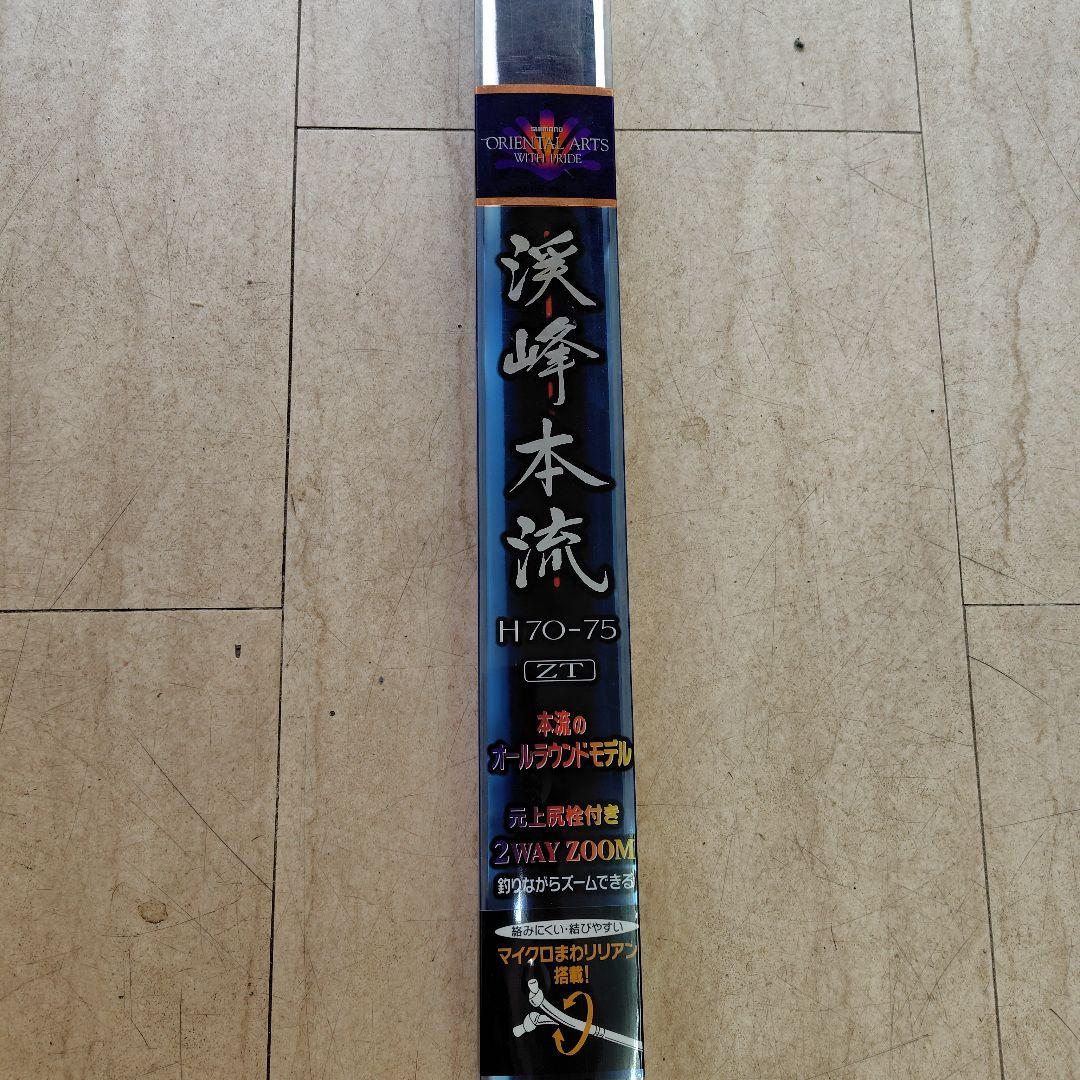 SHIMANO
ORIENTAL ARTS
WITH PRIDE
渓峰本流
H70-75
ZT
本流の
オールラウンドモデル
元上尻栓付き
2WAY ZOOM
釣りながらズームできる
絡みにくい・結びやすい
マイクロまわリリアン
搭載!